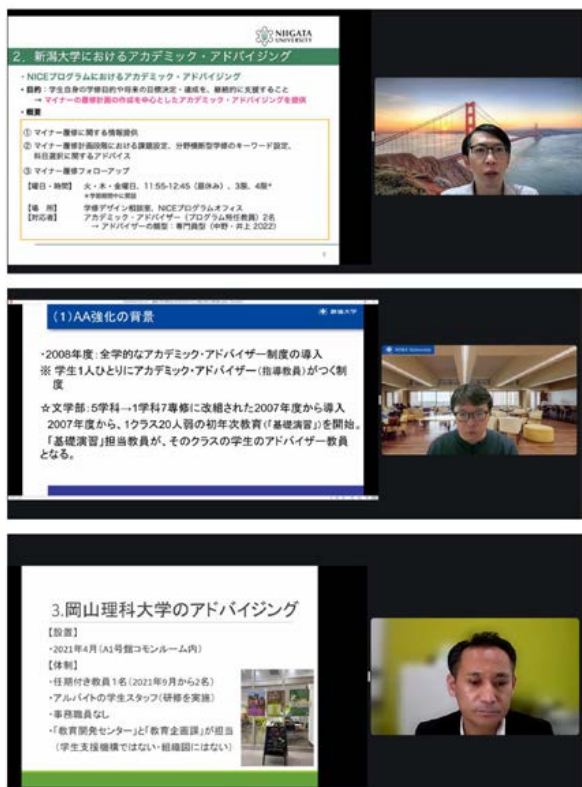 NIIGATA
UNIVERSITY
2. 新潟大学におけるアカデミック・アドバイジング
・NICEプログラムにおけるアカデミック・アドバイジング
・目的：学生自身の学修目的や将来の目標決定・達成を、継続的に支援すること
→ マイナーの履修計画の作成を中心としたアカデミック・アドバイジングを提供
・概要
① マイナー履修に関する情報提供
② マイナー履修計画段階における課題設定、分野横断型学修のキーワード設定、
科目選択に関するアドバイス
③ マイナー履修フォローアップ
【曜日・時間】 火・木・金曜日、11:55-12:45（昼休み）、3限、4限*
*学期期間中に開設
【場 所】 学修デザイン相談室、NICEプログラムオフィス
【対応者】 アカデミック・アドバイザー（プログラム特任教員）2名
→ アドバイザーの類型：専門員型（中野・井上 2022）
(1)AA強化の背景
・2008年度：全学的なアカデミック・アドバイザー制度の導入
※ 学生1人ひとりにアカデミック・アドバイザー（指導教員）がつく制
度
☆文学部：5学科→1学科7専修に改組された2007年度から導入
2007年度から、1クラス20人弱の初年次教育（「基礎演習」）を開始。
「基礎演習」担当教員が、そのクラスの学生のアドバイザー教員
となる。
3.岡山理科大学のアドバイジング
【設置】
・2021年4月（A1号館コモンルーム内）
【体制】
・任期付き教員1名（2021年9月から2名）
・アルバイトの学生スタッフ（研修を実施）
・事務職員なし
・「教育開発センター」と「教育企画課」が担当
（学生支援機構ではない・組織図にはない）